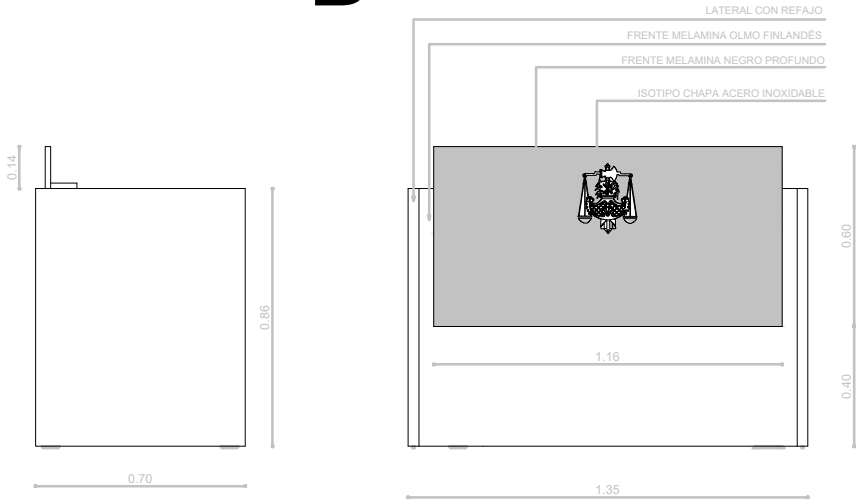 LATERAL CON REFAJO
FRENTE MELAMINA OLMO FINLANDÉS
FRENTE MELAMINA NEGRO PROFUNDO
ISOTIPO CHAPA ACERO INOXIDABLE
0.14
0.86
0.70
0.60
1.16
0.40
1.35